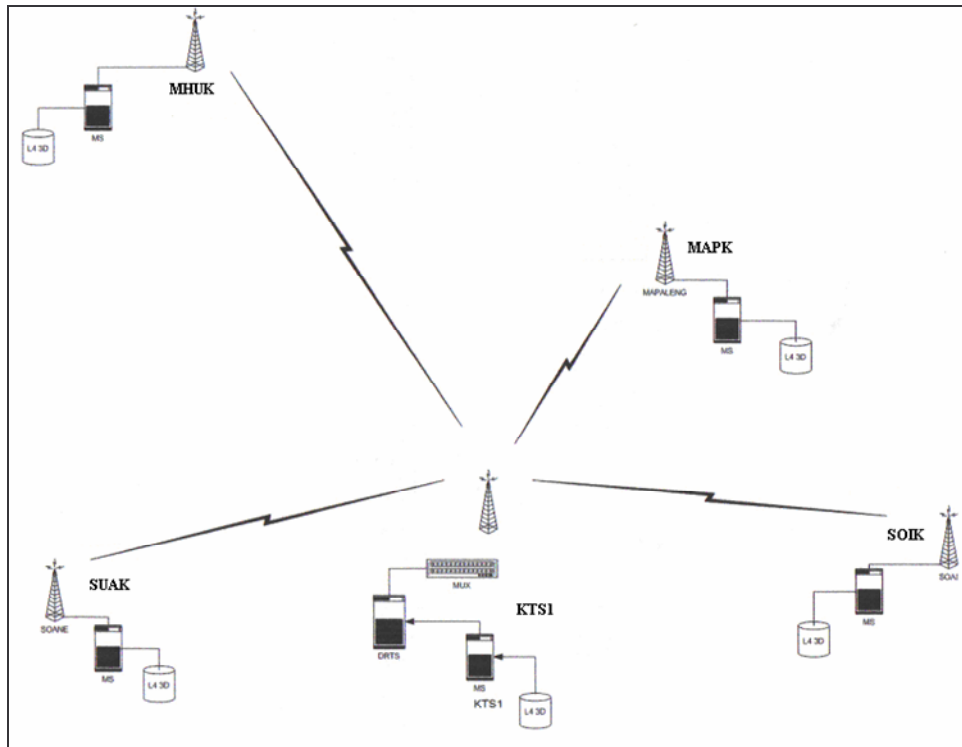 MHUK
MS
L4 3D
MAPK
MAPALENG
MS
L4 3D
SOIK
SOAI
MS
L4 3D
SUAK
SOANE
MS
L4 3D
MUX
KTS1
DRTS
MS
KTS1
L4 3D